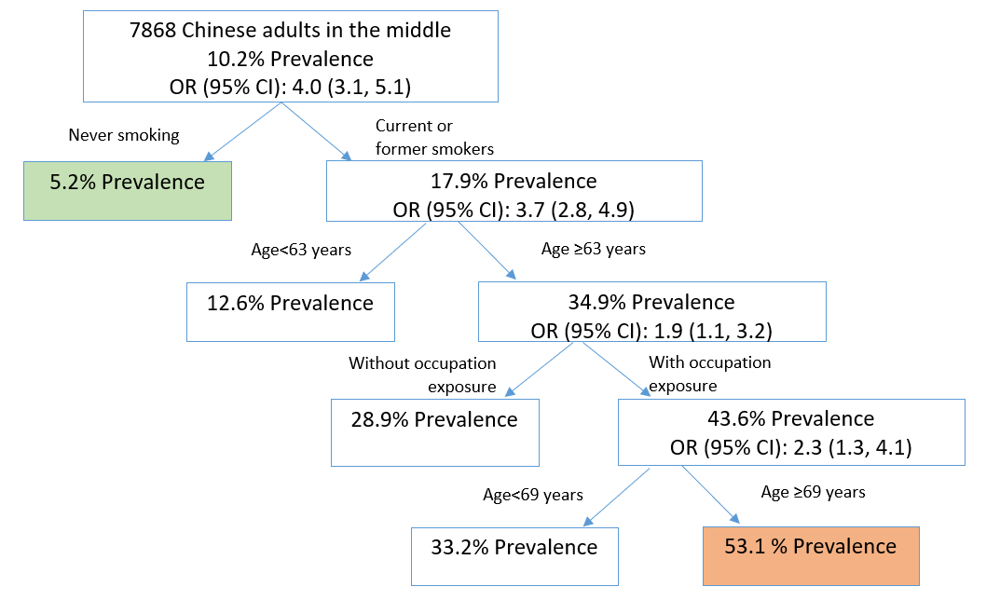 7868 Chinese adults in the middle
10.2% Prevalence
OR (95% CI): 4.0 (3.1, 5.1)
Never smoking
Current or
former smokers
5.2% Prevalence
17.9% Prevalence
OR (95% CI): 3.7 (2.8, 4.9)
Age<63 years
Age ≥63 years
12.6% Prevalence
34.9% Prevalence
OR (95% CI): 1.9 (1.1, 3.2)
Without occupation
exposure
With occupation
exposure
28.9% Prevalence
43.6% Prevalence
OR (95% CI): 2.3 (1.3, 4.1)
Age<69 years
Age ≥69 years
33.2% Prevalence
53.1 % Prevalence